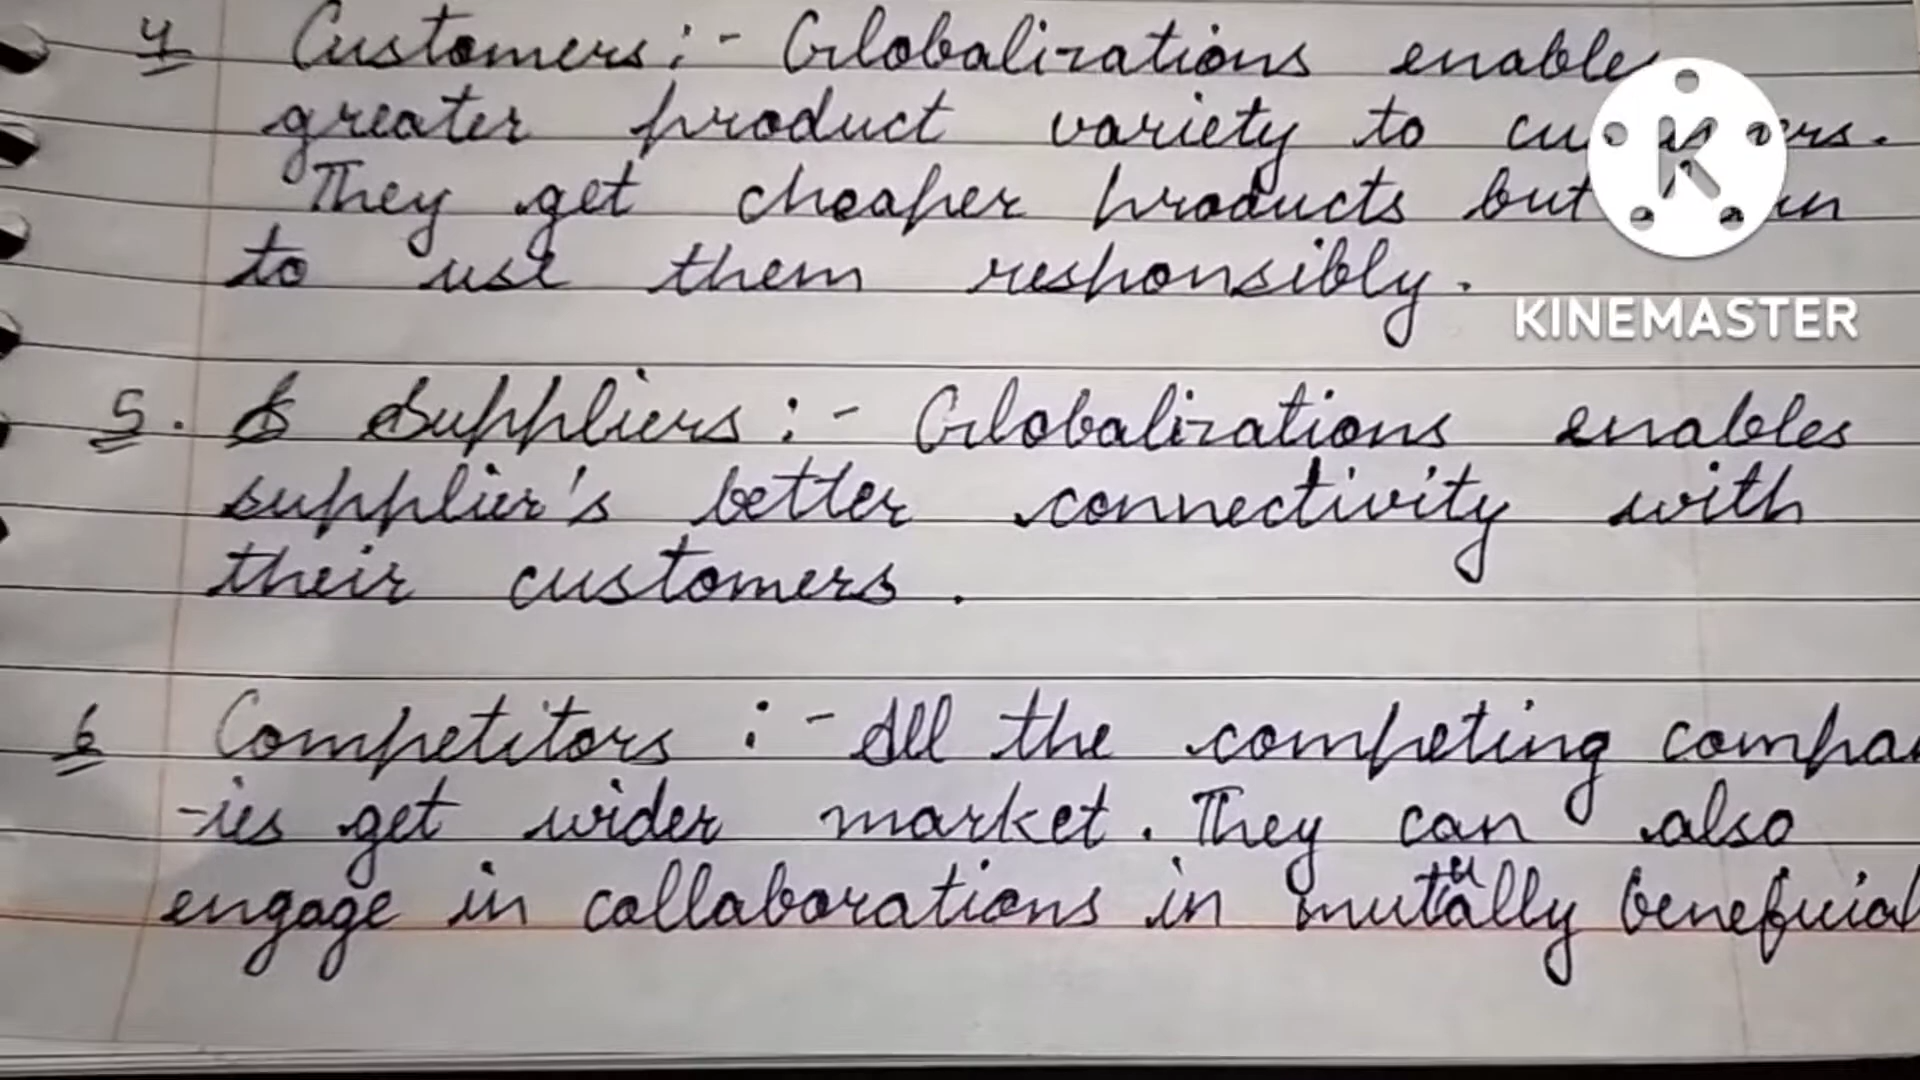 4 Customers :- Globalizations enable
greater product variety to
They get cheaper products but
to use them responsibly.
KINEMASTER
5. S Suppliers :- Globalizations enables
supplier's better connectivity with
their customers .
6 Competitors :- All the competing compan
-ies get wider market. They can also
engage in collaborations in mutually beneficial